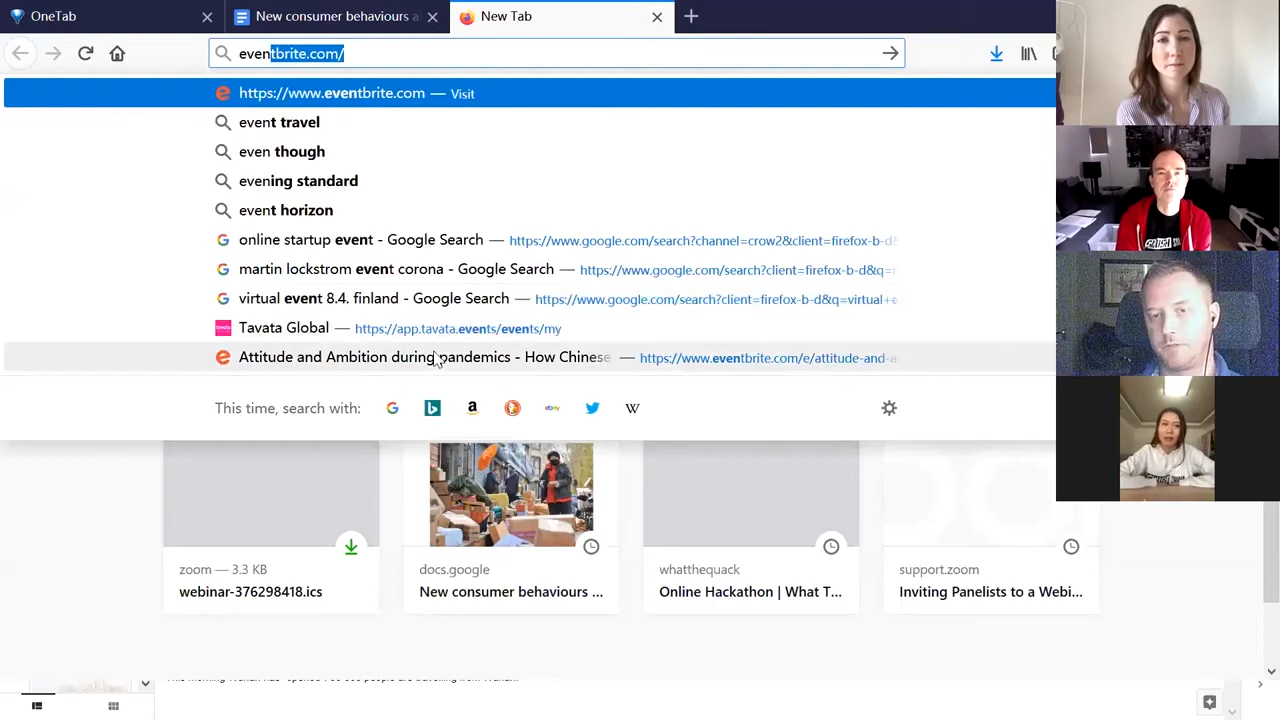 OneTab
New consumer behaviours a
New Tab
eventbrite.com/
https://www.eventbrite.com — Visit
event travel
even though
evening standard
event horizon
online startup event - Google Search — https://www.google.com/search?channel=crow2&client=firefox-b-d&
martin lockstrom event corona - Google Search — https://www.google.com/search?client=firefox-b-d&q=
virtual event 8.4. finland - Google Search — https://www.google.com/search?client=firefox-b-d&q=virtual+e
Tavata Global — https://app.tavata.events/events/my
Attitude and Ambition during pandemics - How Chinese — https://www.eventbrite.com/e/attitude-and-a
This time, search with:
zoom — 3.3 KB
webinar-376298418.ics
docs.google
New consumer behaviours ...
whatthequack
Online Hackathon | What T...
support.zoom
Inviting Panelists to a Webi...